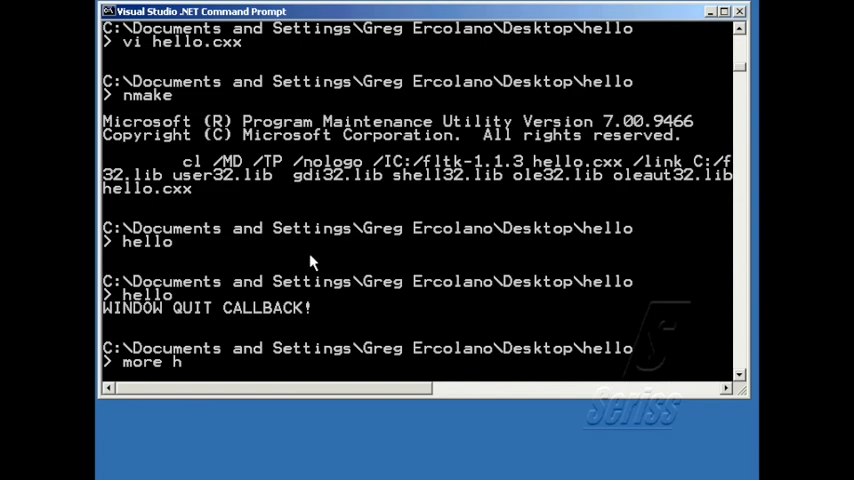 Visual Studio .NET Command Prompt
C:\Documents and Settings\Greg Ercolano\Desktop\hello
> vi hello.cxx
C:\Documents and Settings\Greg Ercolano\Desktop\hello
> nmake
Microsoft (R) Program Maintenance Utility Version 7.00.9466
Copyright (C) Microsoft Corporation.  All rights reserved.
cl /MD /TP /nologo /IC:/fltk-1.1.3 hello.cxx /link C:/f
32.lib user32.lib  gdi32.lib shell32.lib ole32.lib oleaut32.lib
hello.cxx
C:\Documents and Settings\Greg Ercolano\Desktop\hello
> hello
C:\Documents and Settings\Greg Ercolano\Desktop\hello
> hello
WINDOW QUIT CALLBACK!
C:\Documents and Settings\Greg Ercolano\Desktop\hello
> more h
Seriss